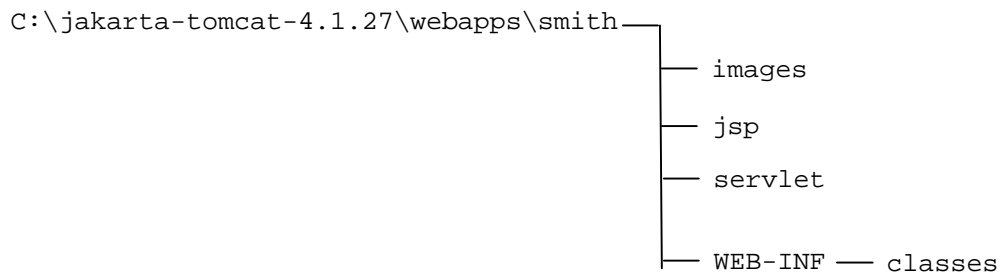 C:\jakarta-tomcat-4.1.27\webapps\smith
images
jsp
servlet
WEB-INF
classes